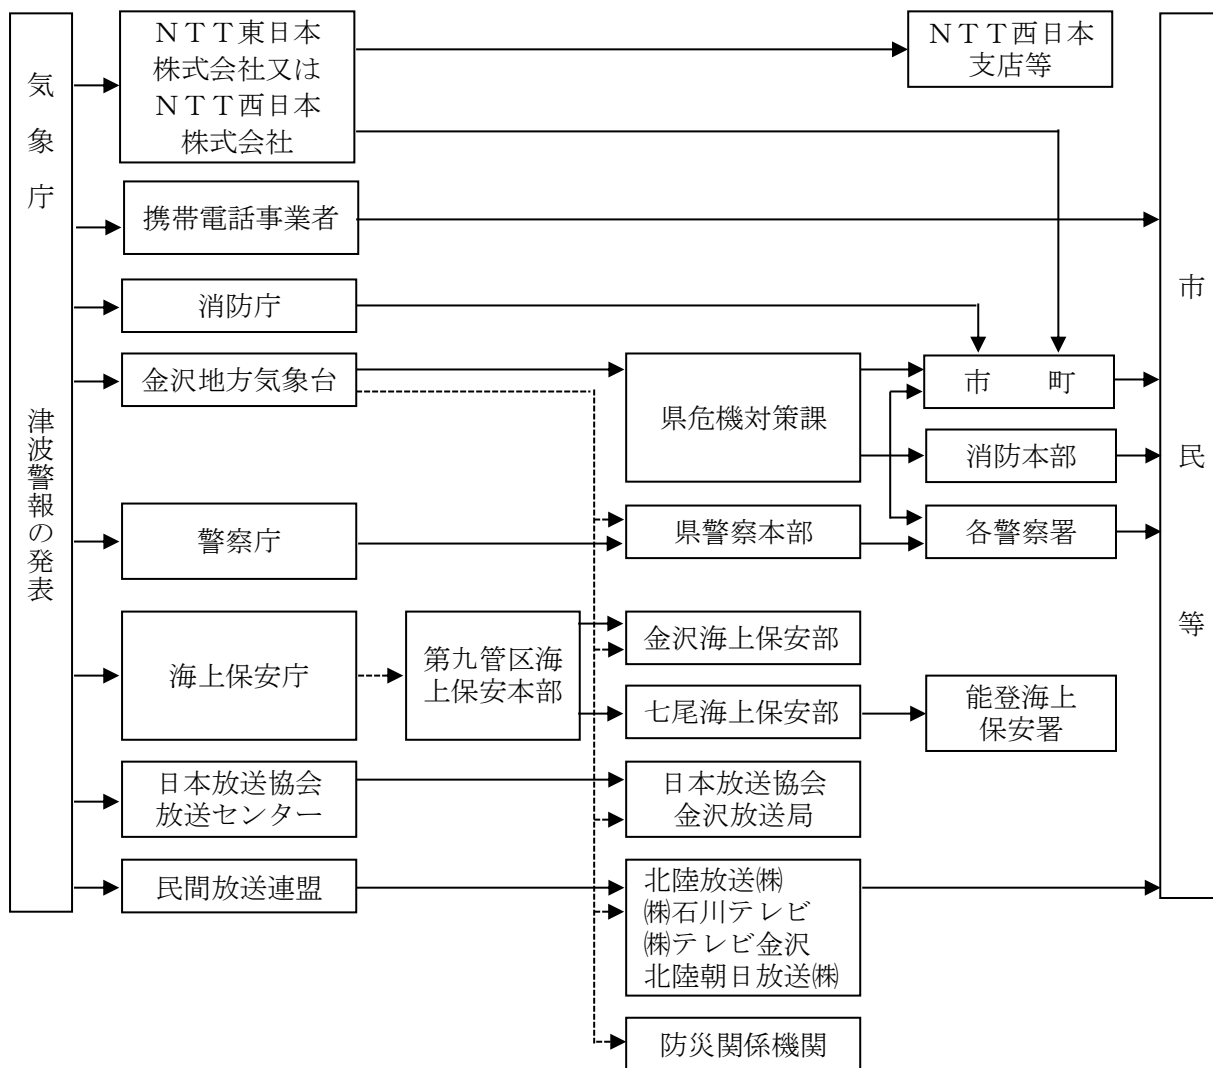 気象庁　津波警報の発表
ＮＴＴ東日本
株式会社又は
ＮＴＴ西日本
株式会社
ＮＴＴ西日本
支店等
携帯電話事業者
消防庁
金沢地方気象台
県危機対策課
市　　町
消防本部
警察庁
県警察本部
各警察署
海上保安庁
第九管区海
上保安本部
金沢海上保安部
七尾海上保安部
能登海上
保安署
日本放送協会
放送センター
日本放送協会
金沢放送局
民間放送連盟
北陸放送㈱
㈱石川テレビ
㈱テレビ金沢
北陸朝日放送㈱
防災関係機関
市民等